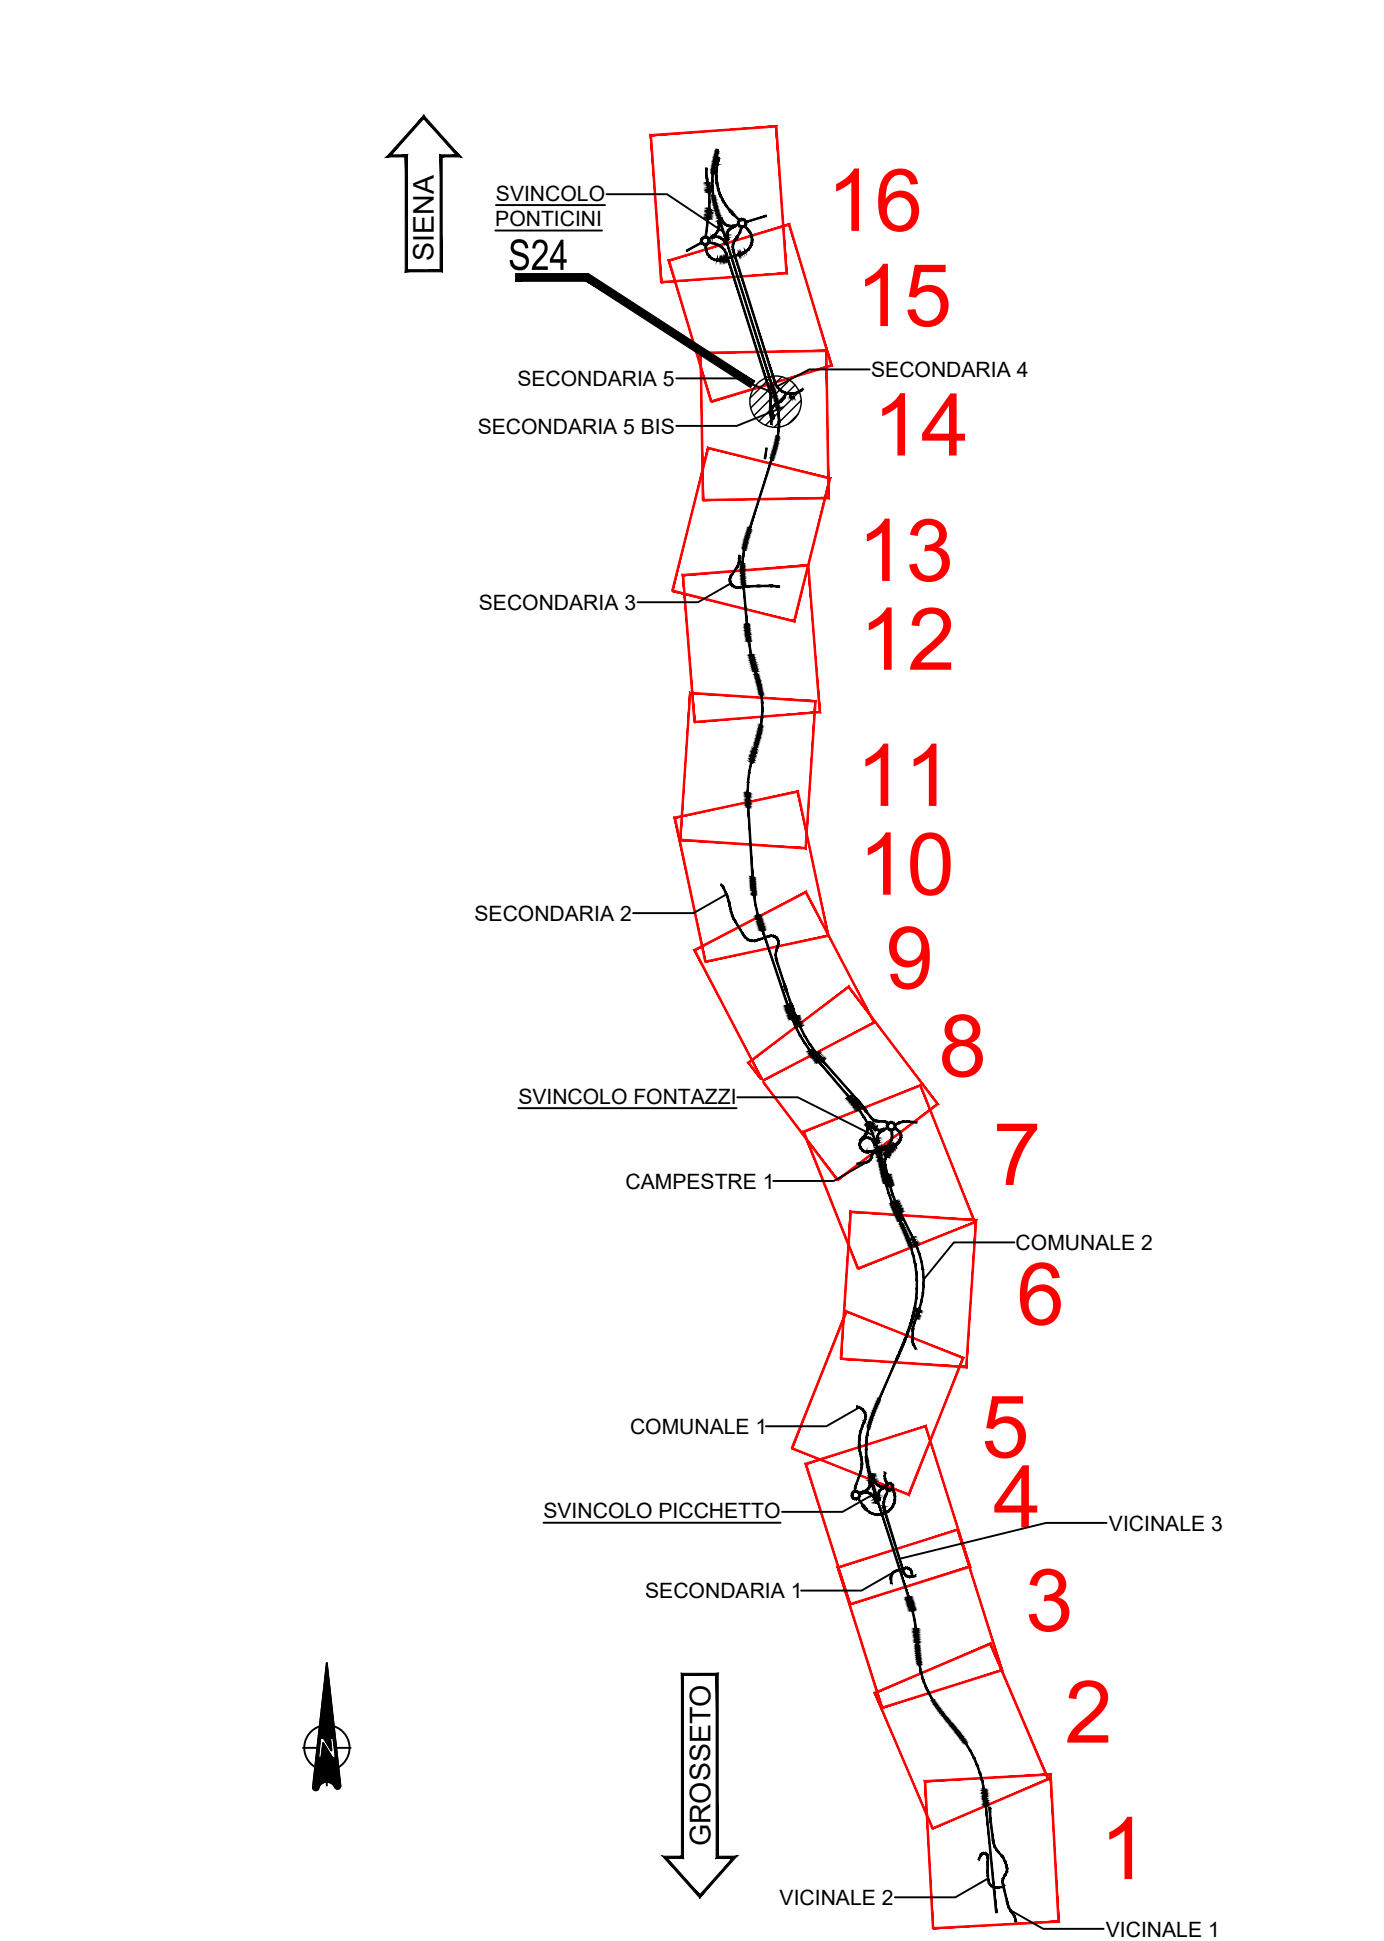 SIENA
SVINCOLO
PONTICINI
S24
16
15
SECONDARIA 5
SECONDARIA 4
SECONDARIA 5 BIS
14
13
SECONDARIA 3
12
11
10
SECONDARIA 2
9
8
SVINCOLO FONTAZZI
7
CAMPESTRE 1
COMUNALE 2
6
COMUNALE 1
5
4
SVINCOLO PICCHETTO
VICINALE 3
SECONDARIA 1
3
N
GROSSETO
2
1
VICINALE 2
VICINALE 1